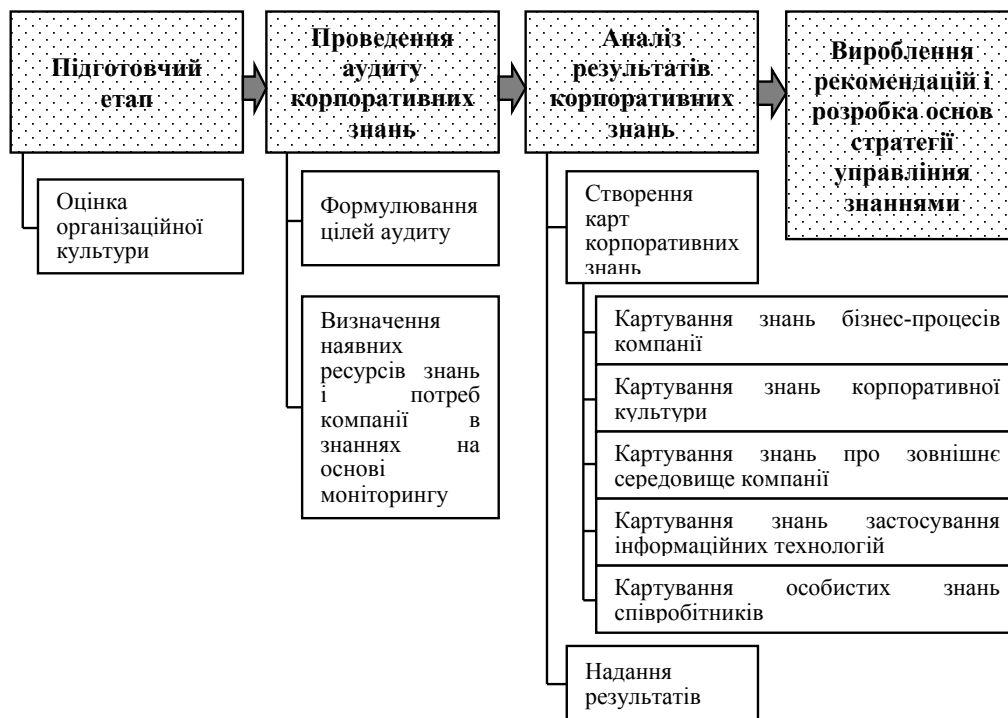 Підготовчий
етап
Оцінка
організаційної
культури
Проведення
аудиту
корпоративних
знань
Формулювання
цілей аудиту
Визначення
наявних
ресурсів знань
і потреб
компанії в
знаннях на
основі
моніторингу
Аналіз
результатів
корпоративних
знань
Створення
карт
корпоративних
знань
Картування знань бізнес-процесів
компанії
Картування знань корпоративної
культури
Картування знань про зовнішнє
середовище компанії
Картування знань застосування
інформаційних технологій
Картування особистих знань
співробітників
Надання
результатів
Вироблення
рекомендацій і
розробка основ
стратегії
управління
знаннями